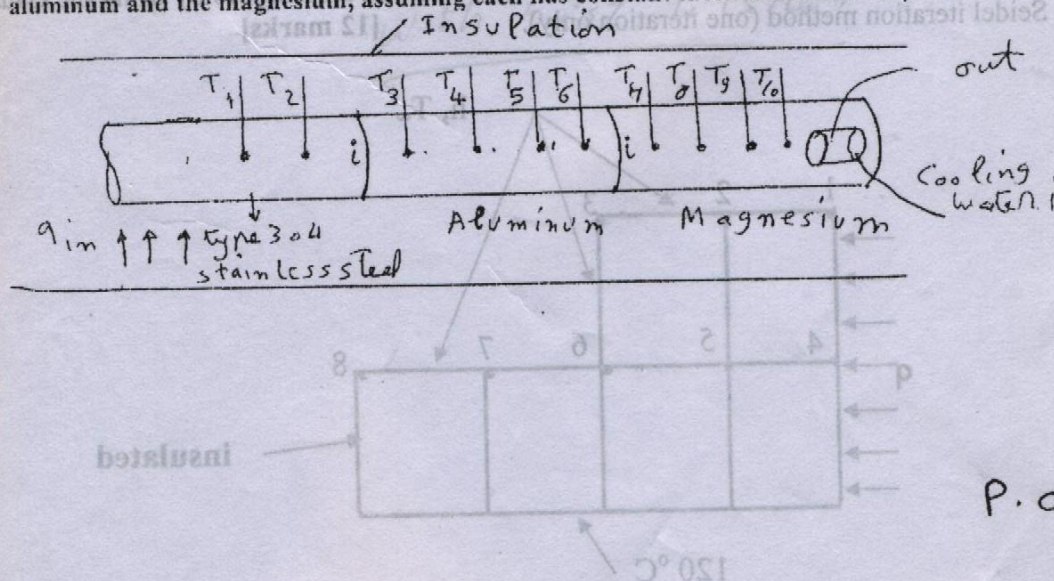 aluminum and the magnesium, assuming each has
Seidel iteration method (one iteration only) [12 marks]
Insulation
T1 T2 T3 T4 T5 T6 T7 T8 T9 T10 out
i i
Cooling
water
Aluminum Magnesium
qin type 304
stainless steel
3 2 1
8 7 6 5 4
q
insulated
P.
120 °C